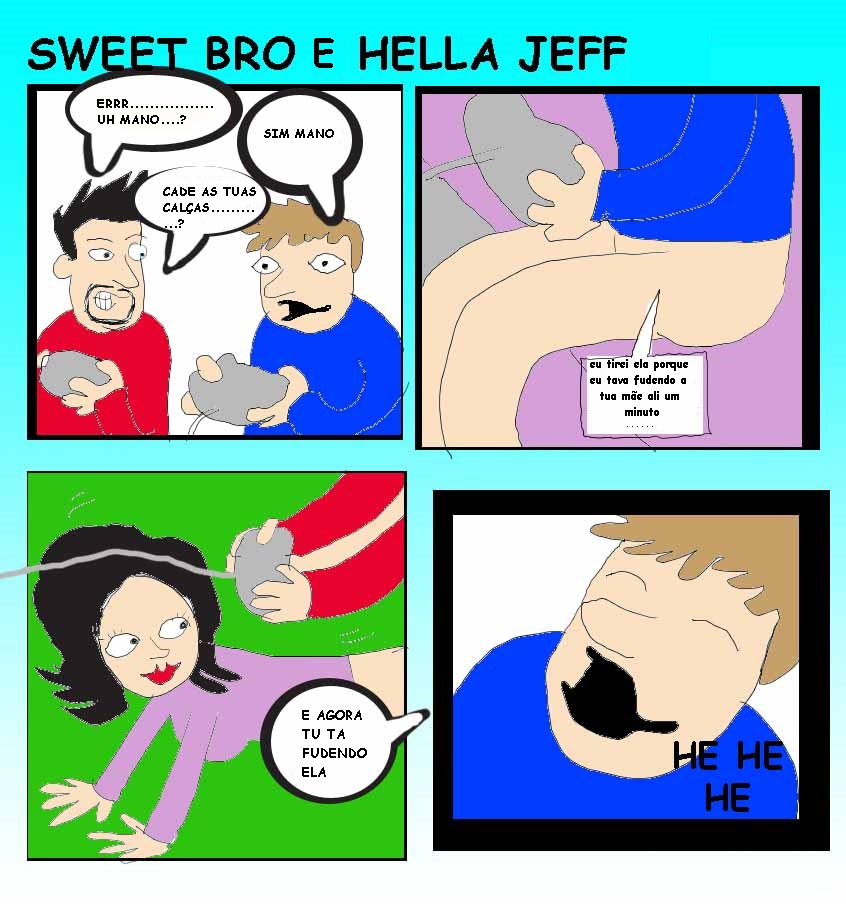 SWEET BRO E HELLA JEFF
ERRR.................
UH MANO....?
SIM MANO
CADE AS TUAS
CALÇAS.........
...?
eu tirei ela porque
eu tava fudendo a
tua mãe ali um
minuto
......
E AGORA
TU TA
FUDENDO
ELA
HE HE
HE